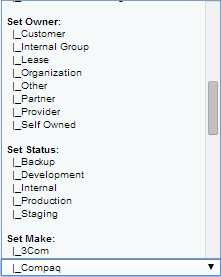 Set Owner:
|_Customer
|_Internal Group
|_Lease
|_Organization
|_Other
|_Partner
|_Provider
|_Self Owned
Set Status:
|_Backup
|_Development
|_Internal
|_Production
|_Staging
Set Make:
|_3Com
|_Compaq